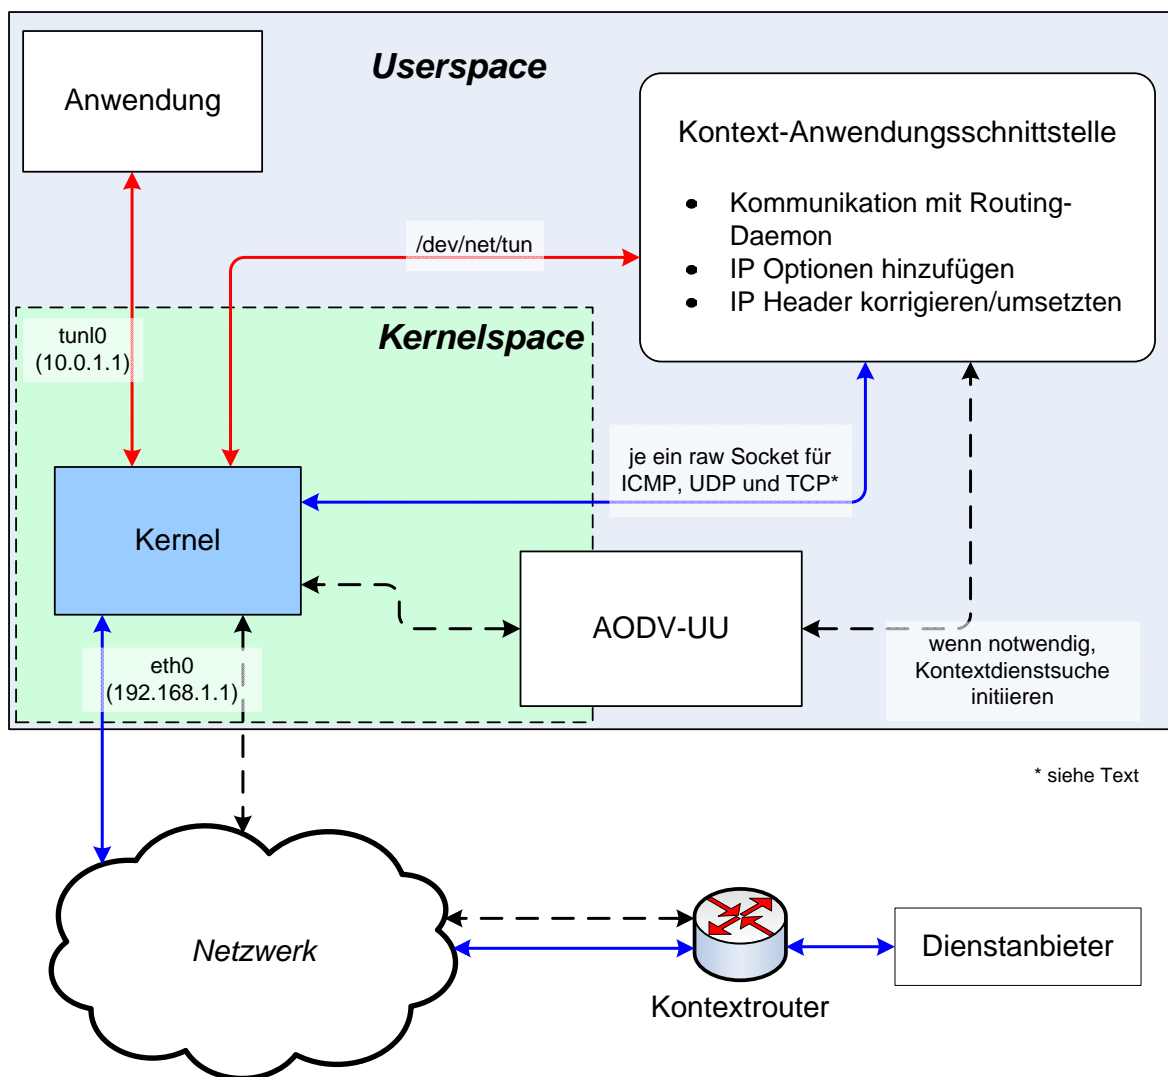 Userspace
Anwendung
Kontext-Anwendungsschnittstelle
• Kommunikation mit Routing-
Daemon
• IP Optionen hinzufügen
• IP Header korrigieren/umsetzten
/dev/net/tun
tunl0
(10.0.1.1)
Kernelspace
je ein raw Socket für
ICMP, UDP und TCP*
Kernel
AODV-UU
wenn notwendig,
Kontextdienstsuche
initiieren
eth0
(192.168.1.1)
* siehe Text
Netzwerk
Kontextrouter
Dienstanbieter